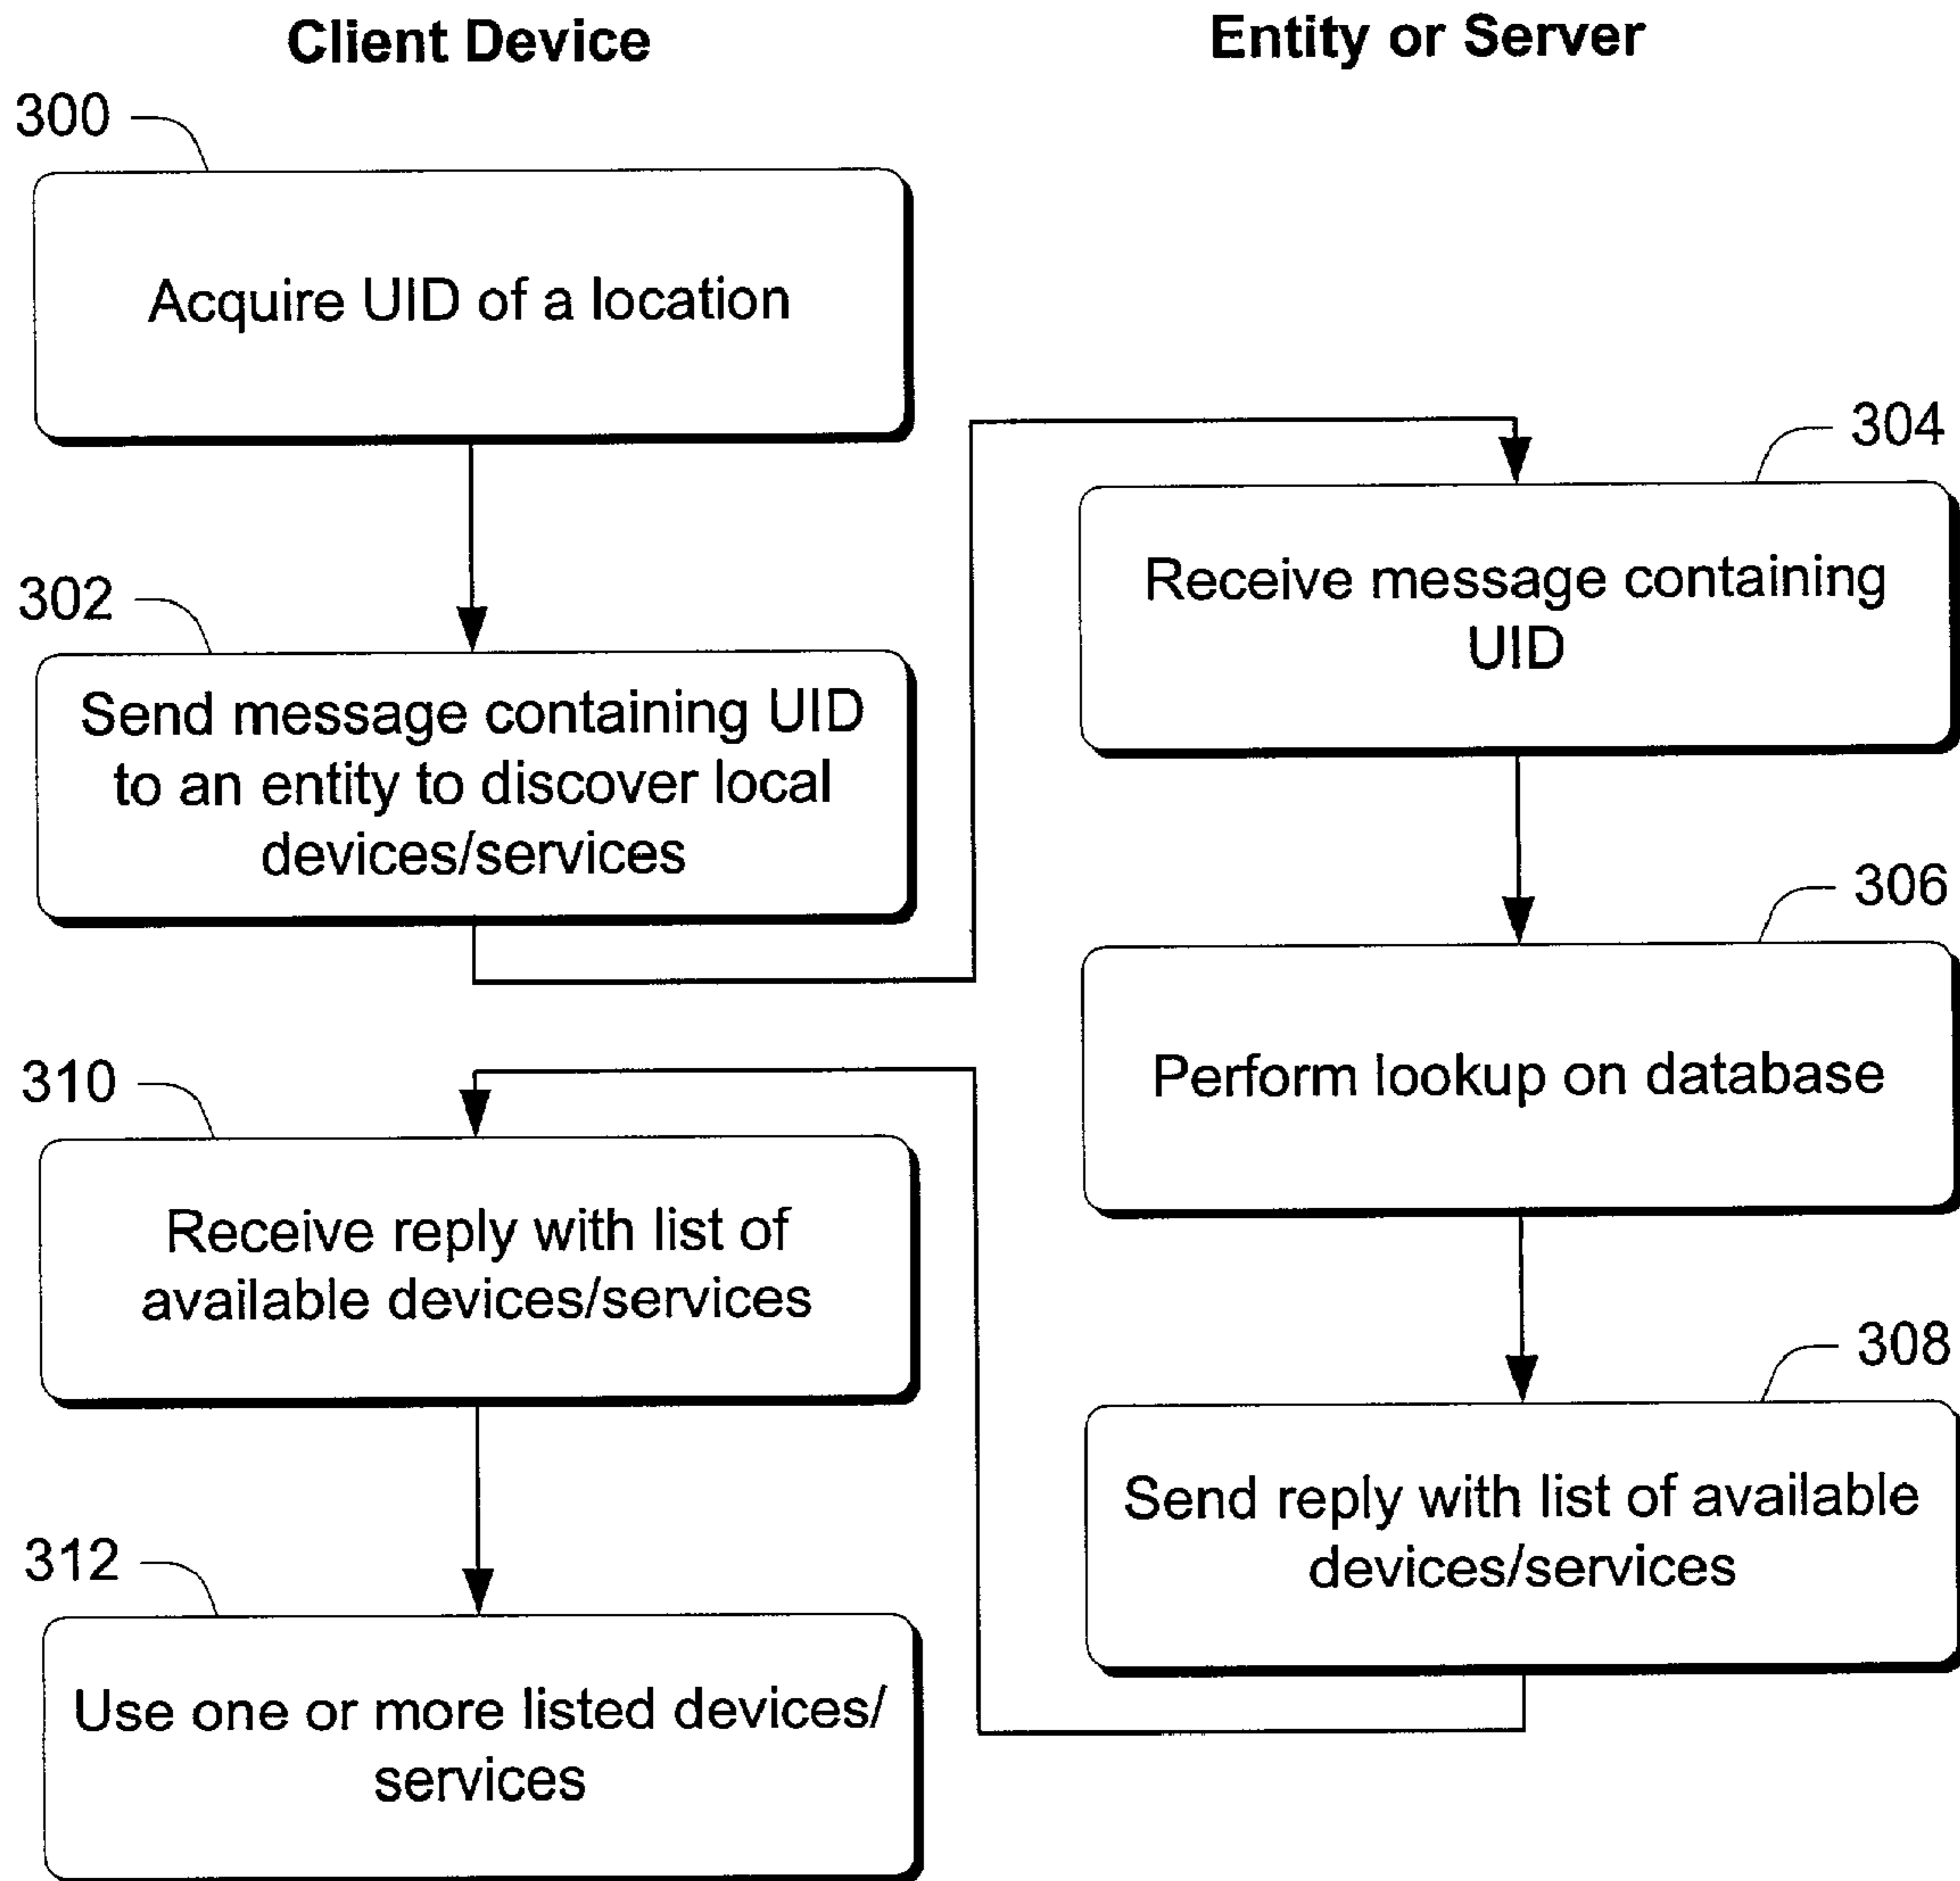 Client Device
Entity or Server
300
Acquire UID of a location
302
Send message containing UID
to an entity to discover local
devices/services
304
Receive message containing
UID
306
Perform lookup on database
308
Send reply with list of available
devices/services
310
Receive reply with list of
available devices/services
312
Use one or more listed devices/
services